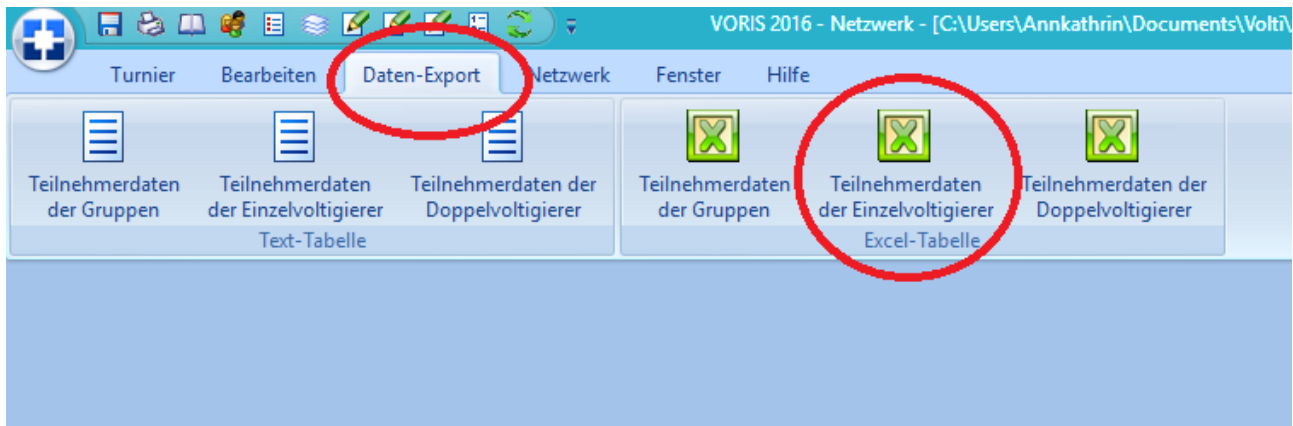 VORIS 2016 - Netzwerk - [C:\Users\Annkathrin\Documents\Volti\
Turnier Bearbeiten Daten-Export Netzwerk Fenster Hilfe
Teilnehmerdaten Teilnehmerdaten Teilnehmerdaten der Teilnehmerdaten Teilnehmerdaten Teilnehmerdaten der
der Gruppen der Einzelvoltigierer Doppelvoltigierer der Gruppen der Einzelvoltigierer Doppelvoltigierer
Text-Tabelle Excel-Tabelle